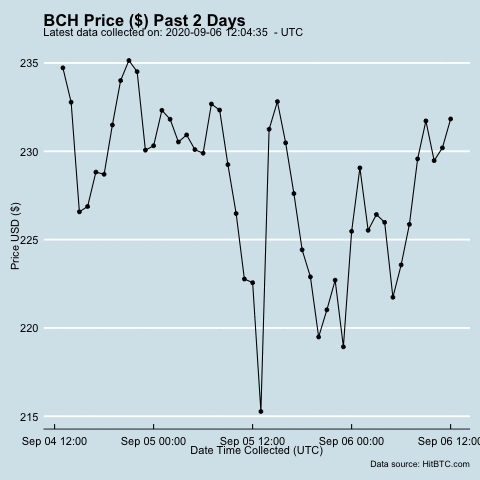 BCH Price ($) Past 2 Days
Latest data collected on: 2020-09-06 12:04:35 - UTC
235
230
225
220
215
Price USD ($)
Sep 04 12:00 Sep 05 00:00 Sep 05 12:00 Sep 06 00:00 Sep 06 12:00
Date Time Collected (UTC)
Data source: HitBTC.com